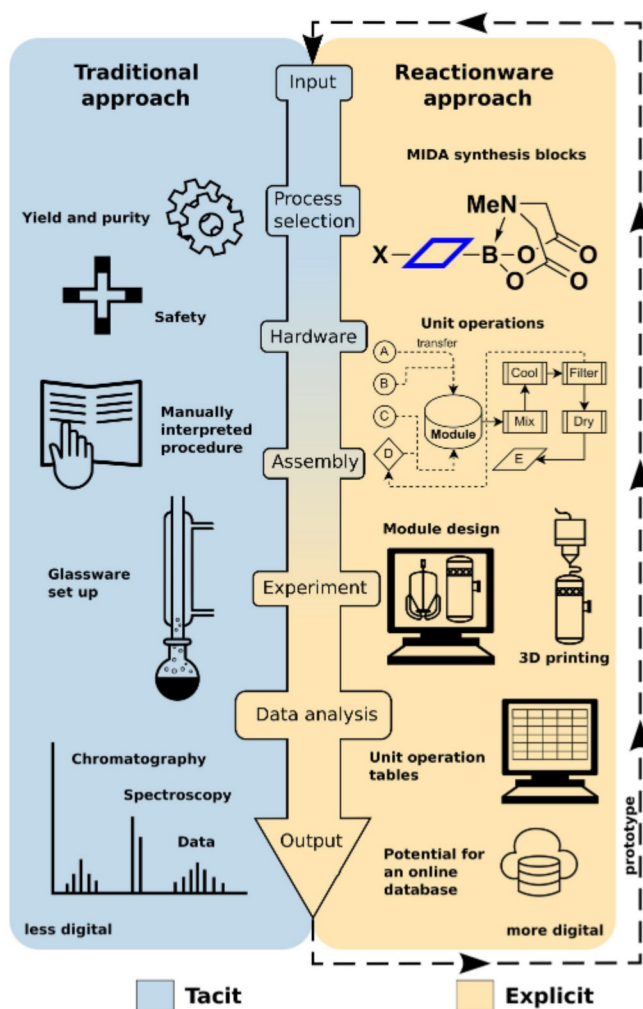 Traditional
approach
Input
Reactionware
approach
MIDA synthesis blocks
Yield and purity
Process
selection
MeN
O
X
B
O
O
O
Safety
Hardware
Unit operations
A
transfer
B
Cool
Filter
C
Module
Mix
Dry
D
E
Manually
interpreted
procedure
Assembly
Module design
Glassware
set up
Experiment
3D printing
Data analysis
Chromatography
Unit operation
tables
Spectroscopy
Output
Data
Potential for
an online
database
prototype
less digital
more digital
Tacit
Explicit